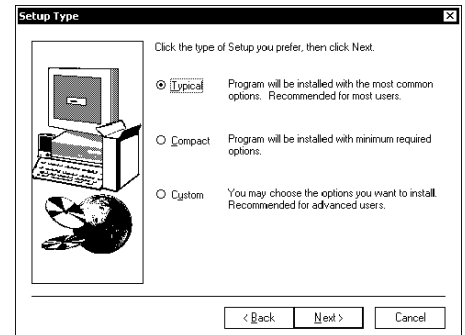 Setup Type
Click the type of Setup you prefer, then click Next.
Typical
Program will be installed with the most common
options. Recommended for most users.
Compact
Program will be installed with minimum required
options.
Custom
You may choose the options you want to install.
Recommended for advanced users.
< Back
Next >
Cancel